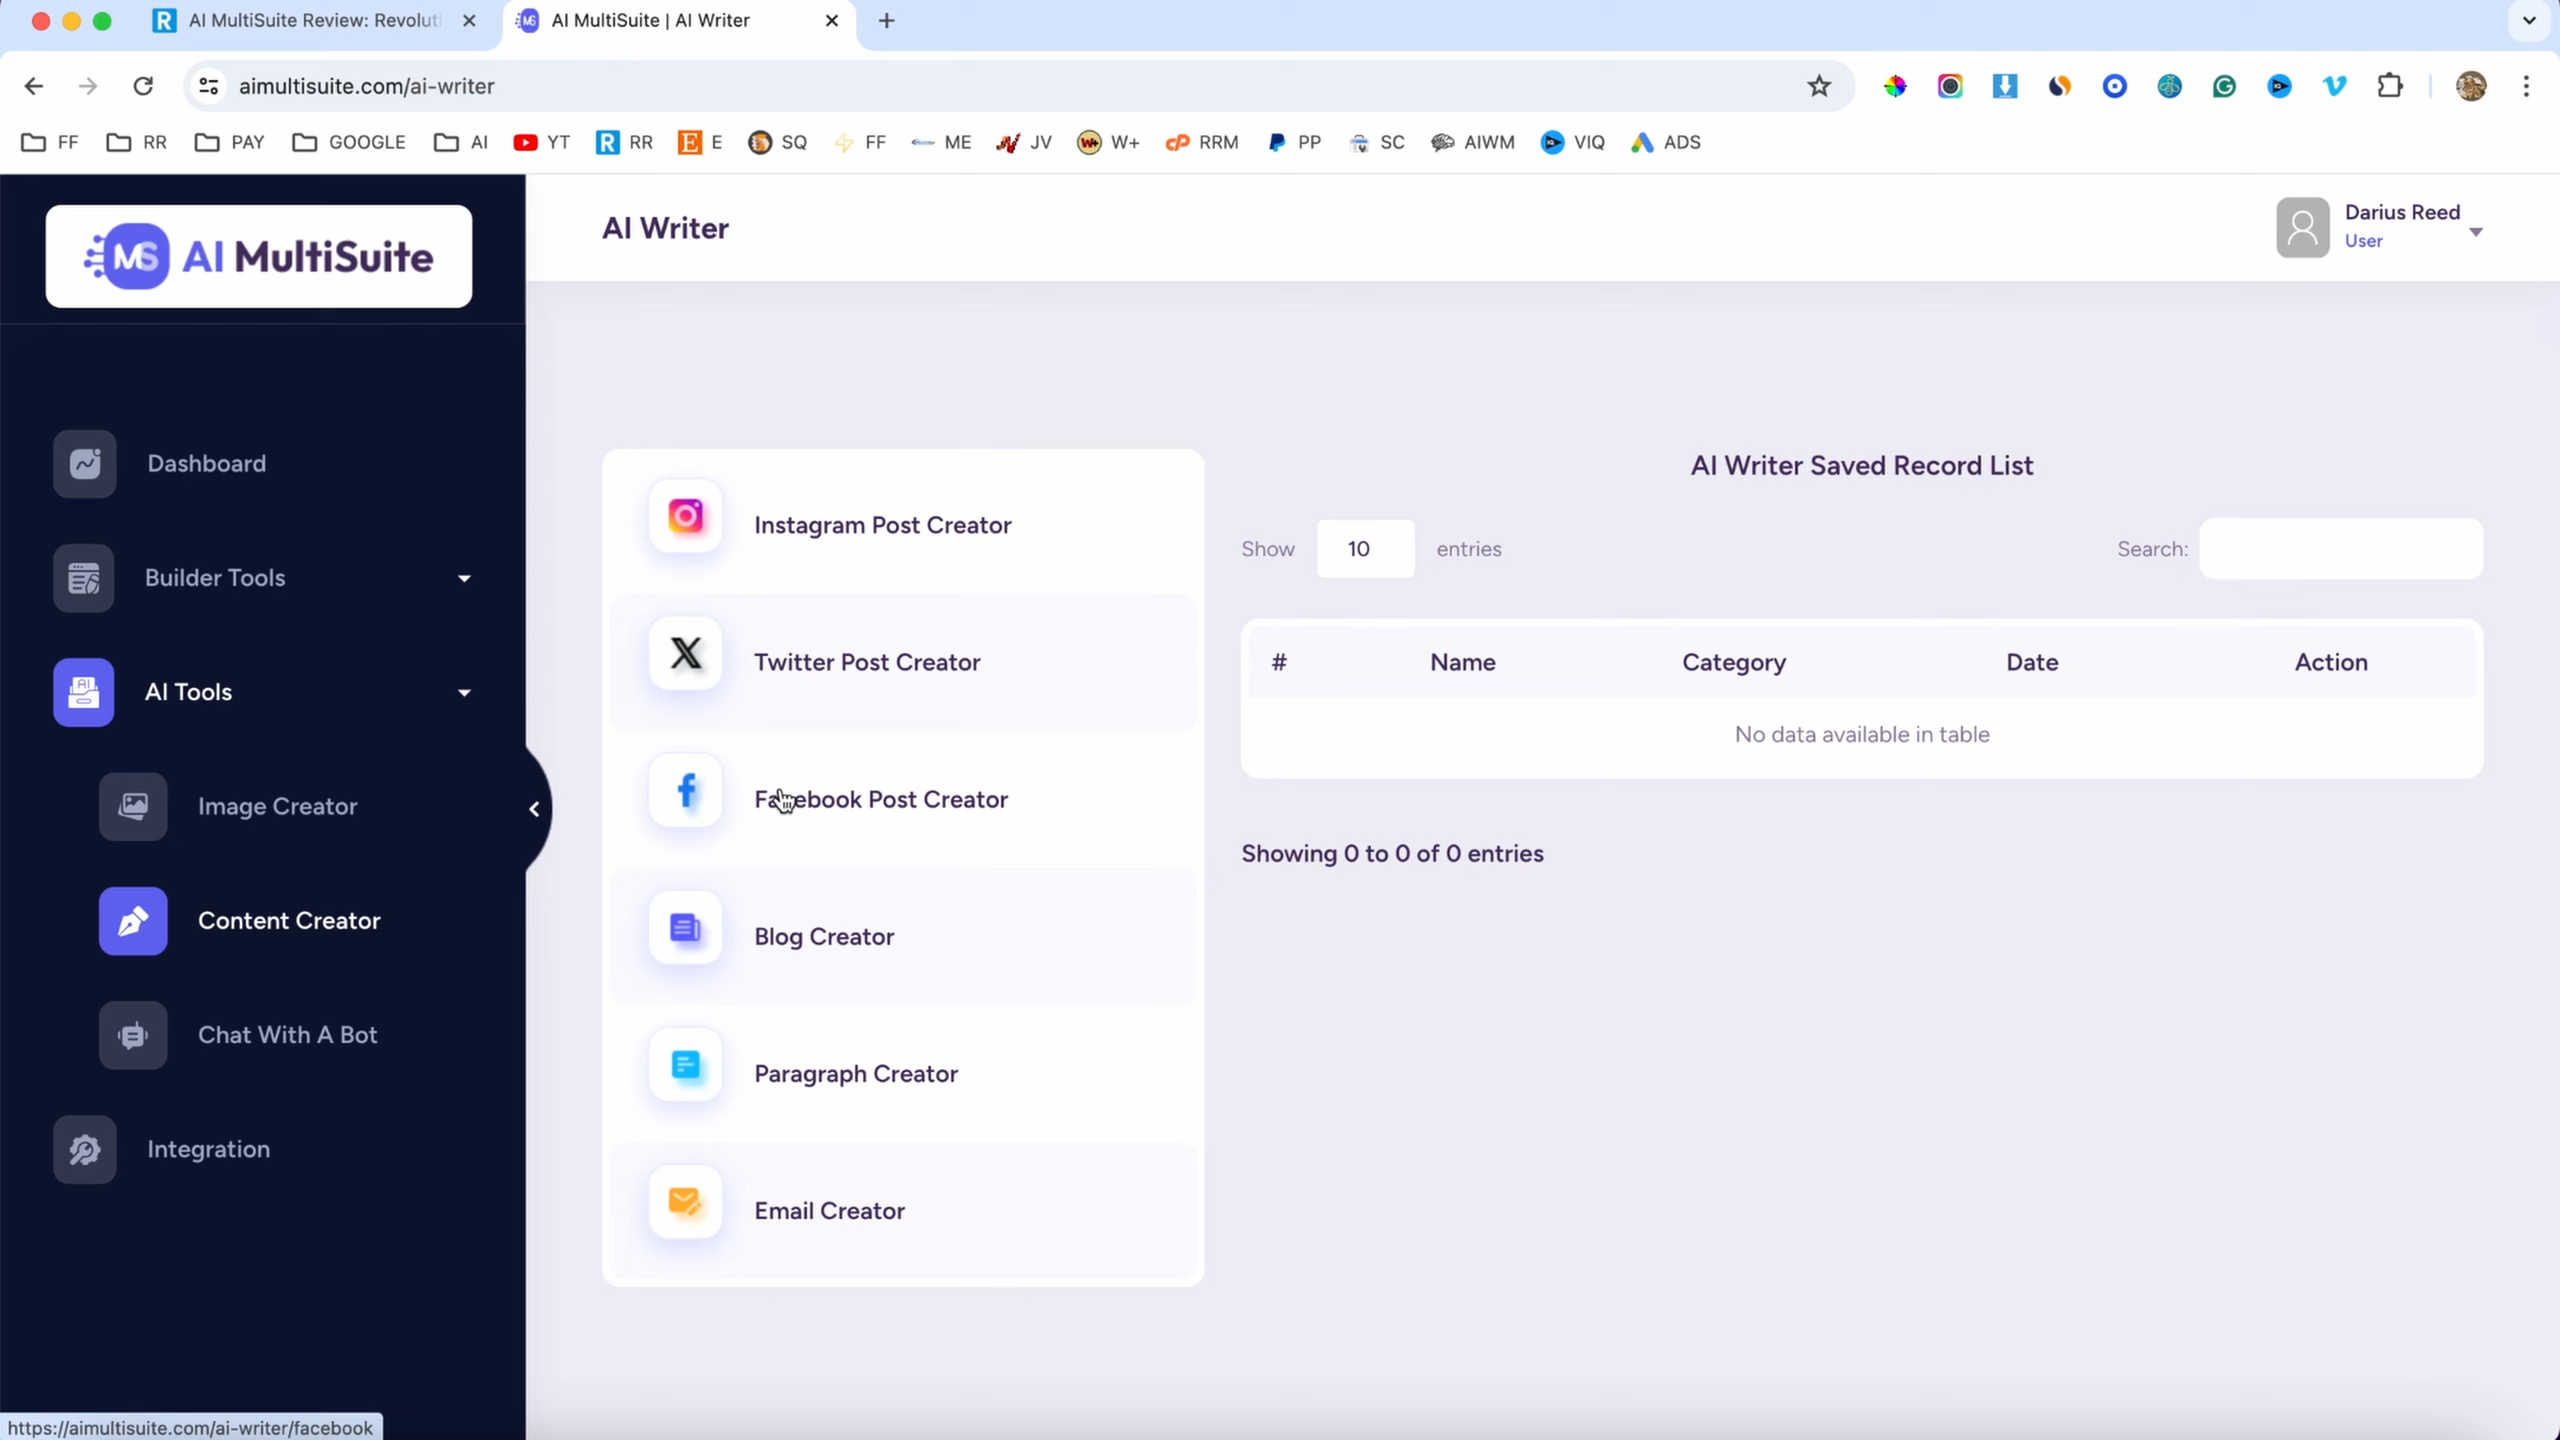 AI MultiSuite Review: Revoluti
AI MultiSuite | AI Writer
aimultisuite.com/ai-writer
FF RR PAY GOOGLE AI YT RR E SQ FF ME JV W+ RRM PP SC AIWM VIQ ADS
MS AI MultiSuite
AI Writer
Darius Reed
User
Dashboard
Builder Tools
AI Tools
Image Creator
Content Creator
Chat With A Bot
Integration
Instagram Post Creator
Twitter Post Creator
Facebook Post Creator
Blog Creator
Paragraph Creator
Email Creator
AI Writer Saved Record List
Show 10 entries
Search:
# Name Category Date Action
No data available in table
Showing 0 to 0 of 0 entries
https://aimultisuite.com/ai-writer/facebook